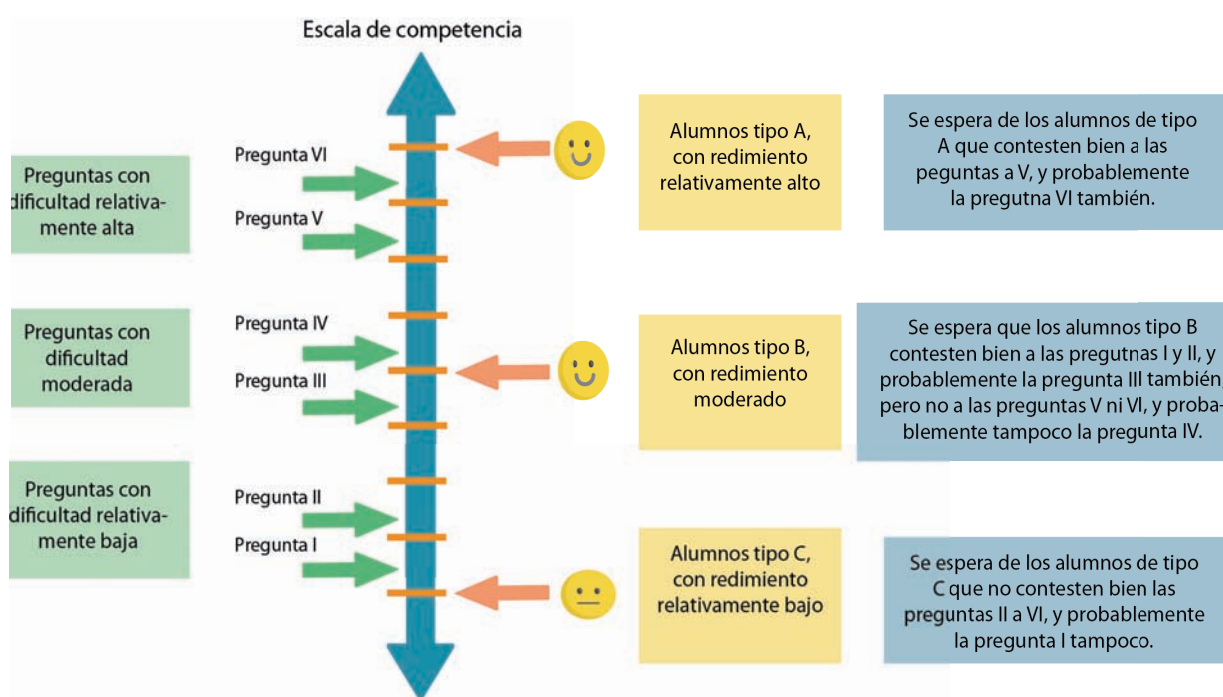 Escala de competencia
Preguntas con
dificultad relativa-
mente alta
Pregunta VI
Pregunta V
Alumnos tipo A,
con redimiento
relativamente alto
Se espera de los alumnos de tipo
A que contesten bien a las
peguntas a V, y probablemente
la pregutna VI también.
Preguntas con
dificultad
moderada
Pregunta IV
Pregunta III
Alumnos tipo B,
con redimiento
moderado
Se espera que los alumnos tipo B
contesten bien a las pregutnas I y II, y
probablemente la pregunta III también,
pero no a las preguntas V ni VI, y proba-
blemente tampoco la pregunta IV.
Preguntas con
dificultad relativa-
mente baja
Pregunta II
Pregunta I
Alumnos tipo C,
con redimiento
relativamente bajo
Se espera de los alumnos de tipo
C que no contesten bien las
preguntas II a VI, y probablemente
la pregunta I tampoco.